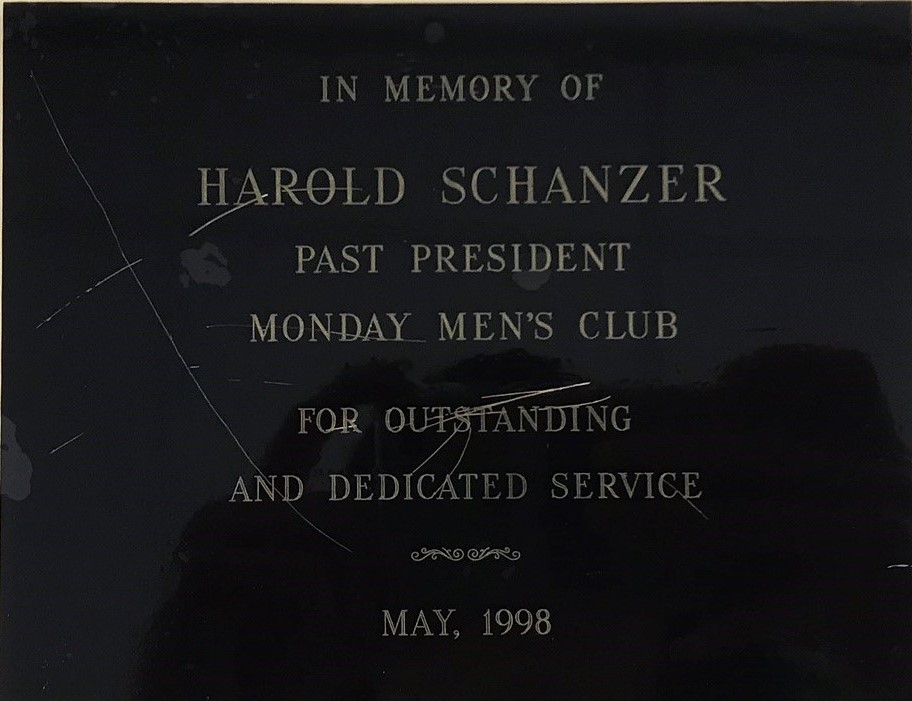 IN MEMORY OF
HAROLD SCHANZER
PAST PRESIDENT
MONDAY MEN'S CLUB
FOR OUTSTANDING
AND DEDICATED SERVICE
MAY, 1998